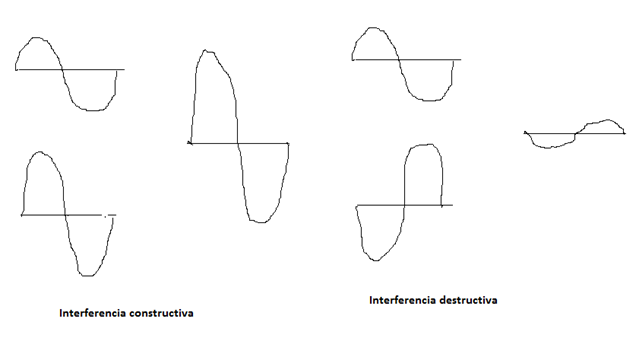 Interferencia constructiva
Interferencia destructiva